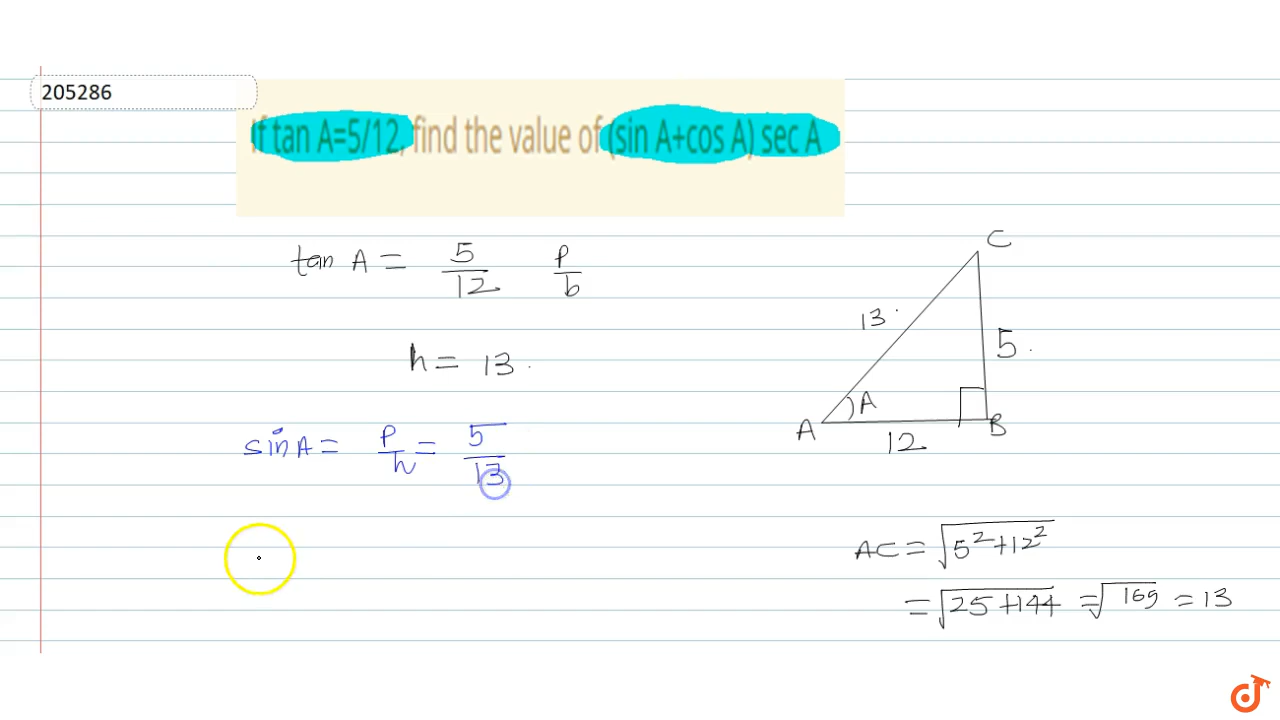 205286
If tan A=5/12, find the value of (sin A+cos A) sec A
tan A = 5/12 P/b
h = 13.
sin A = P/h = 5/13
C
13.
5.
A
A
B
12
AC = √(5²+12²)
= √(25+144) = √169 = 13